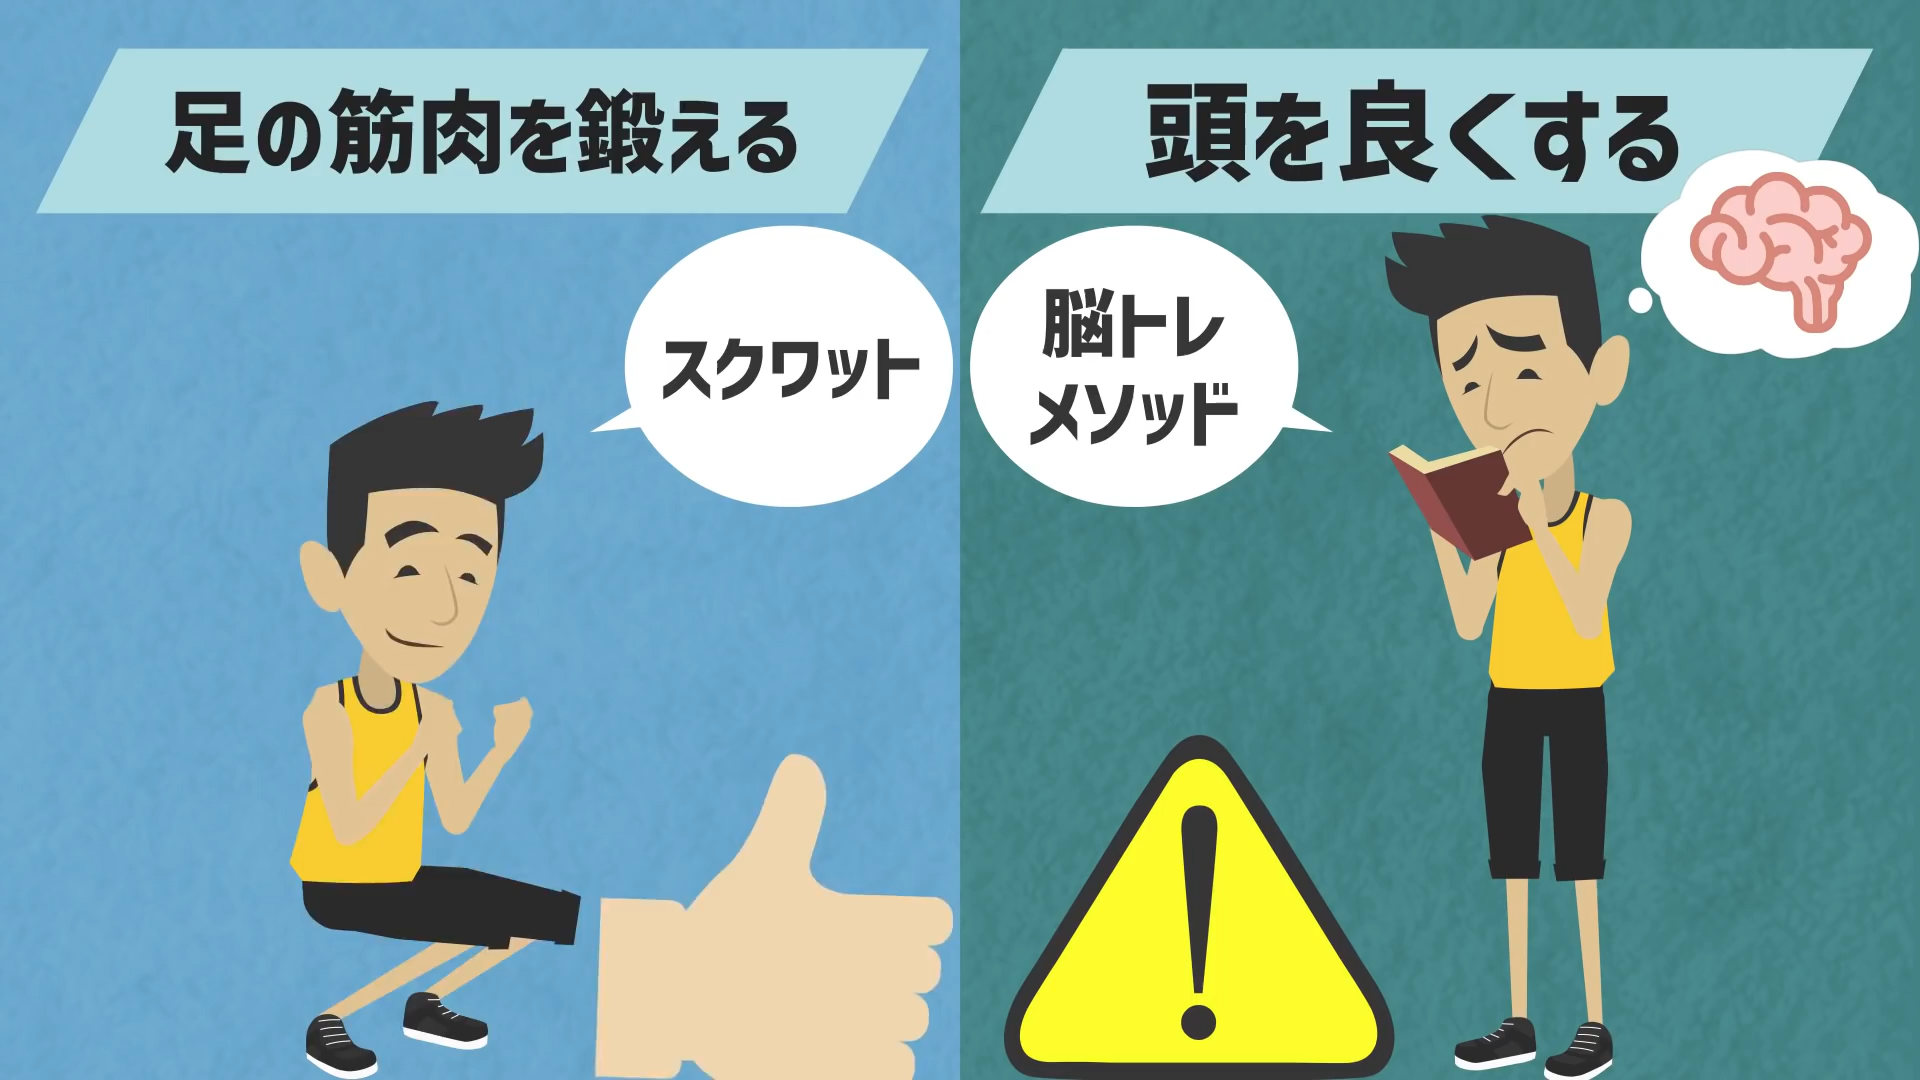 足の筋肉を鍛える
スクワット
頭を良くする
脳トレ
メソッド